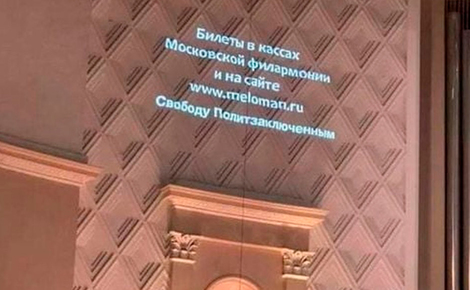 Билеты в кассах
Московской филармонии
и на сайте
www.meloman.ru
Свободу Политзаключенным